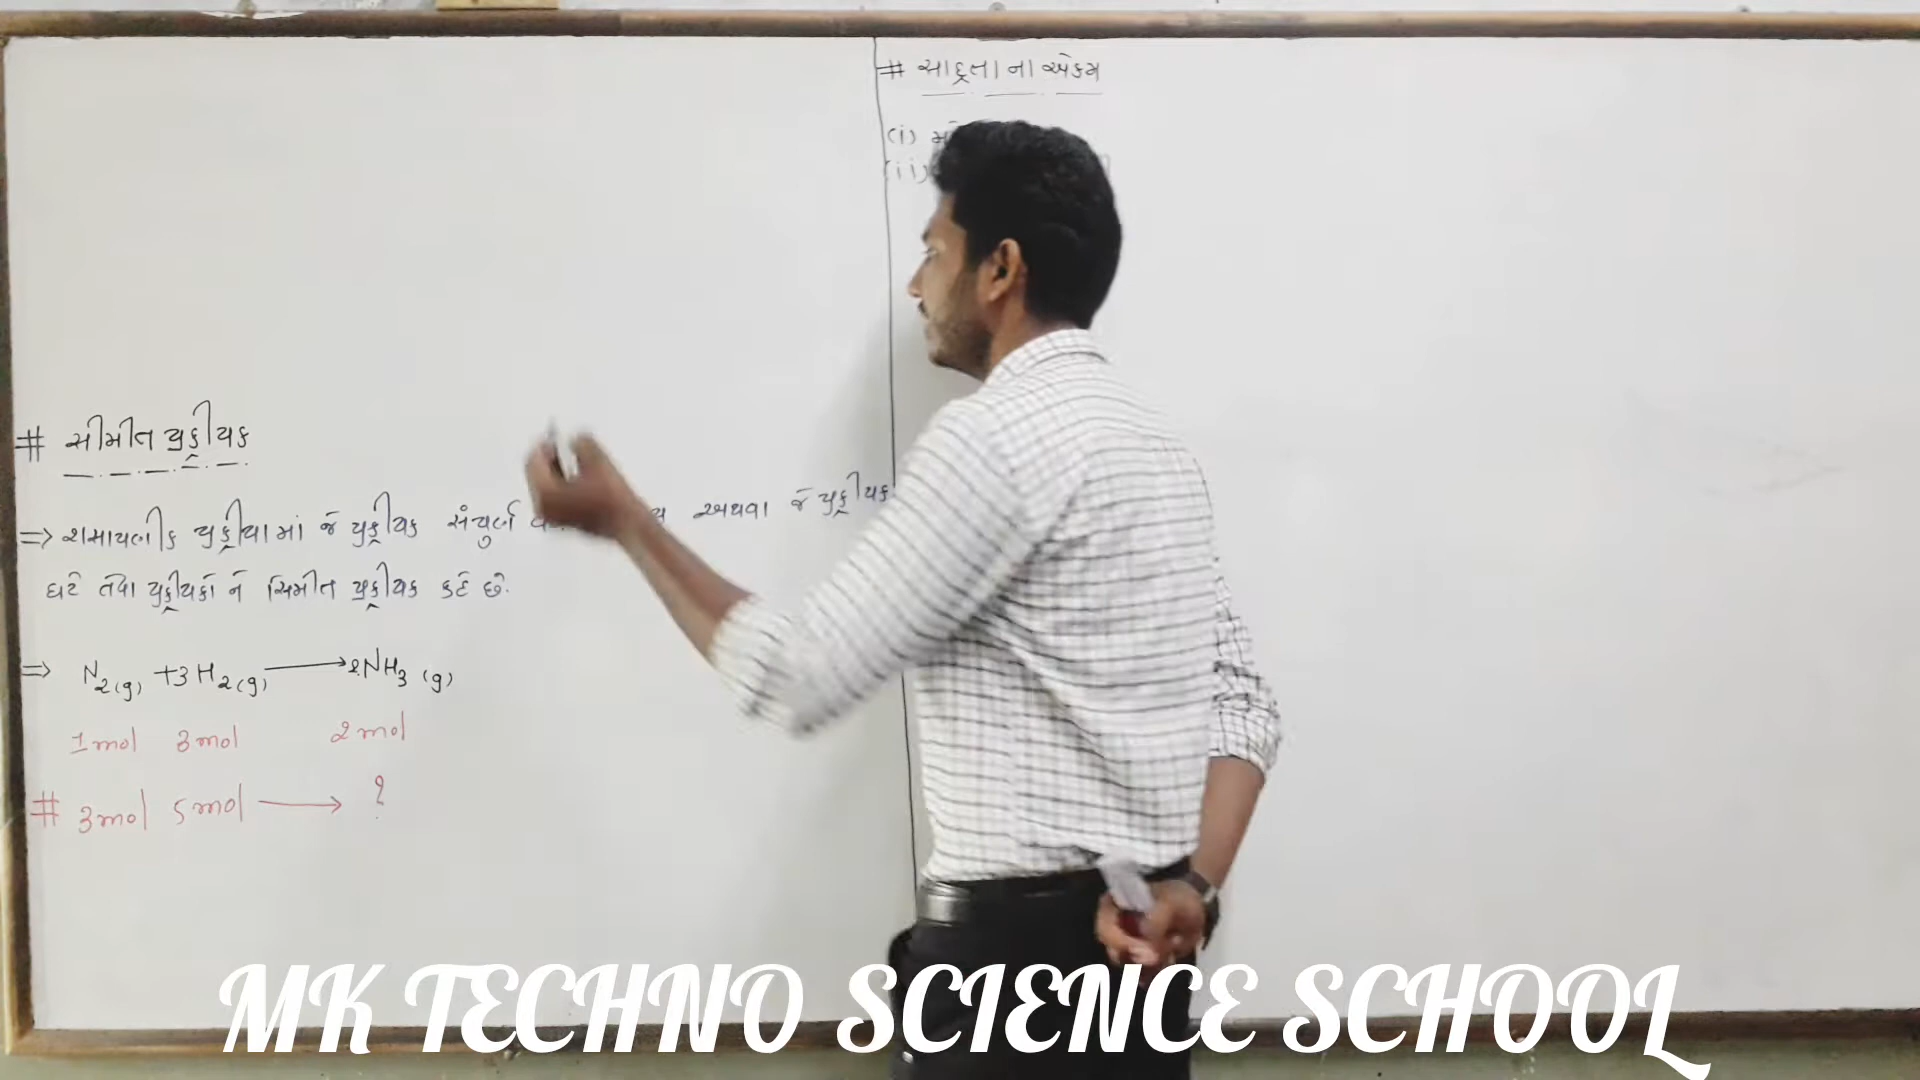 # સીમીત પ્રક્રીયક
⇒ રાસાયણીક પ્રક્રીયા માં જે પ્રક્રીયક સંપુર્ણ અથવા જે પ્રક્રીયક
ઘટે તેવા પ્રક્રીયકો ને સિમીત પ્રક્રીયક કહે છે.
⇒ N2(g) + 3H2(g) ⟶ 2NH3(g)
1mol 3mol 2mol
# 3mol 5mol ⟶ ?
# સાંદ્રતા ના એકમ
(i)
(ii)
MK TECHNO SCIENCE SCHOOL